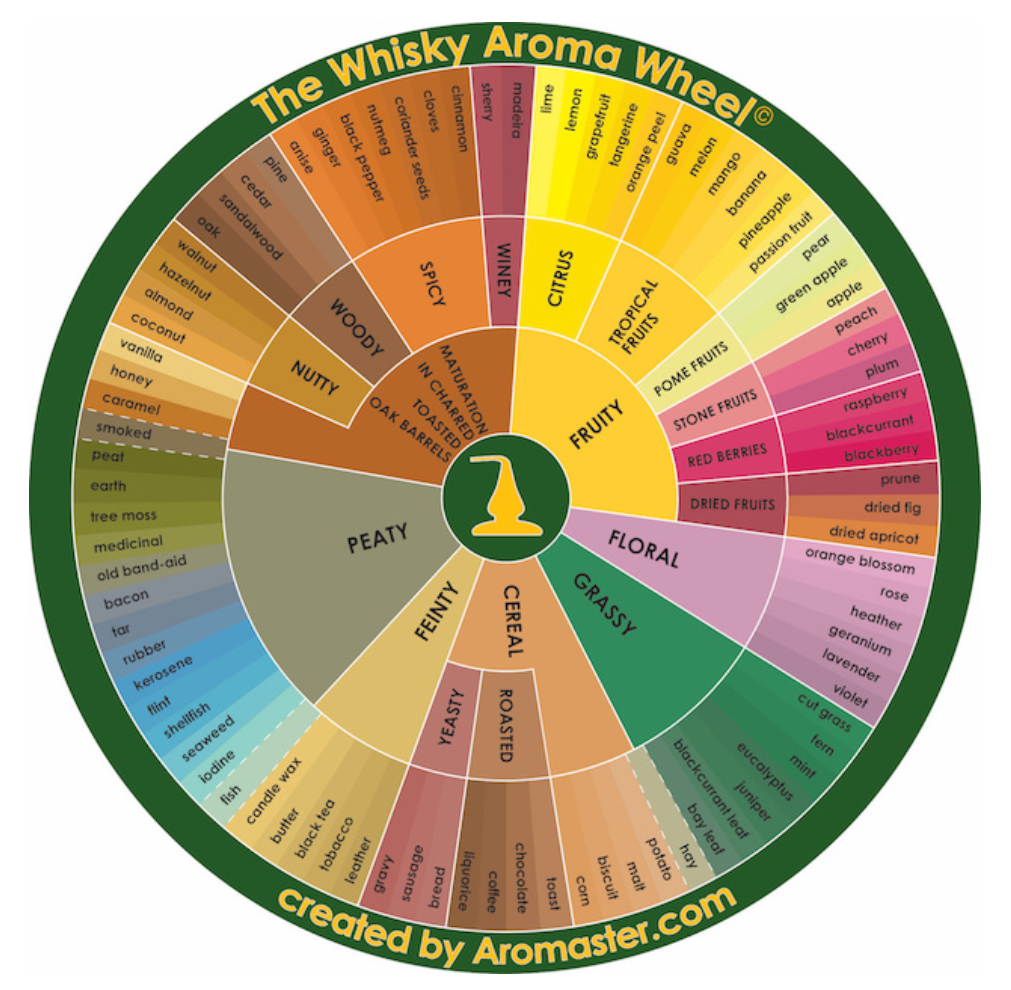 The Whisky Aroma Wheel©
sherry
madeira
lime
lemon
grapefruit
tangerine
orange peel
guava
melon
mango
banana
pineapple
passion fruit
pear
green apple
apple
peach
cherry
plum
raspberry
blackcurrant
blackberry
prune
dried fig
dried apricot
orange blossom
rose
heather
geranium
lavender
violet
cut grass
fern
mint
eucalyptus
juniper
blackcurrant leaf
bay leaf
hay
potato
malt
biscuit
corn
toast
chocolate
coffee
liquorice
bread
sausage
gravy
leather
tobacco
black tea
butter
candle wax
fish
iodine
seaweed
shellfish
flint
kerosene
rubber
tar
bacon
old band-aid
medicinal
tree moss
earth
peat
smoked
caramel
honey
vanilla
coconut
almond
hazelnut
walnut
oak
sandalwood
cedar
pine
anise
ginger
black pepper
nutmeg
coriander seeds
cloves
cinnamon
WINEY
CITRUS
TROPICAL
FRUITS
POME FRUITS
STONE FRUITS
RED BERRIES
DRIED FRUITS
ROASTED
YEASTY
NUTTY
WOODY
SPICY
FRUITY
FLORAL
GRASSY
CEREAL
FEINTY
PEATY
MATURATION
IN CHARRED
TOASTED
OAK BARRELS
created by Aromaster.com